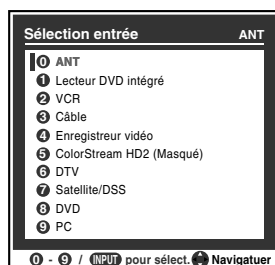 Sélection entrée ANT
0 ANT
1 Lecteur DVD intégré
2 VCR
3 Câble
4 Enregistreur vidéo
5 ColorStream HD2 (Masqué)
6 DTV
7 Satellite/DSS
8 DVD
9 PC
0 - 9 / INPUT pour sélect. Navigatuer